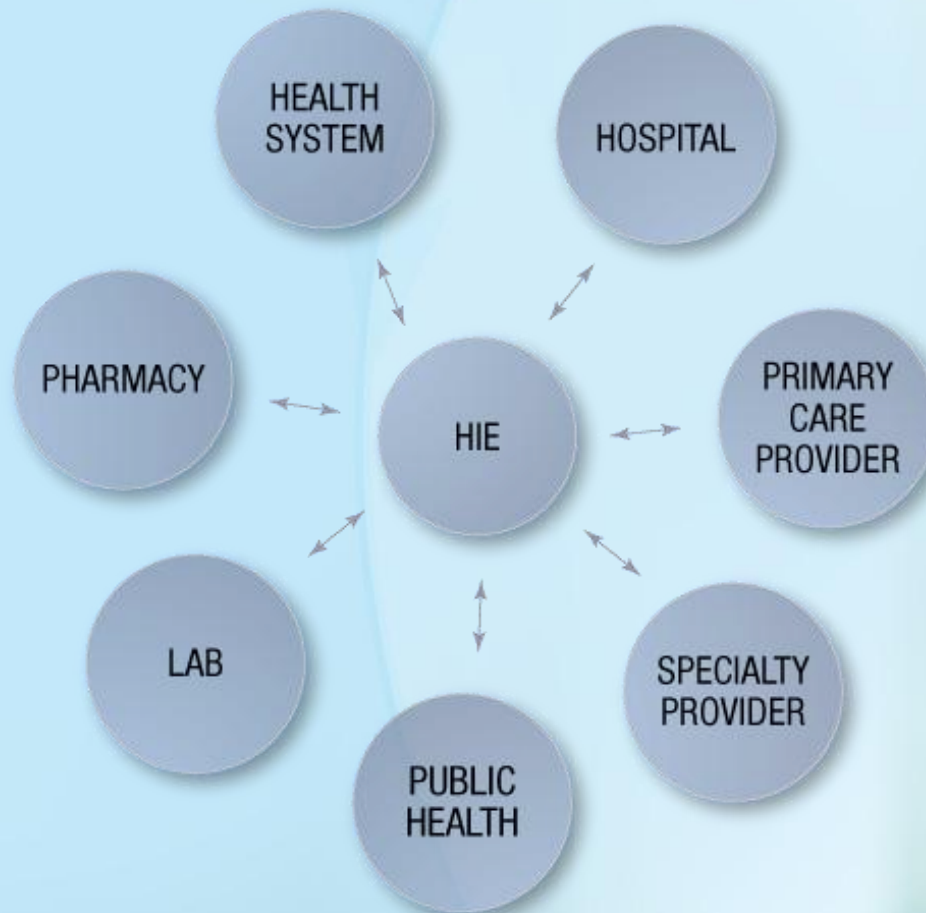 HEALTH
SYSTEM
HOSPITAL
PHARMACY
HIE
PRIMARY
CARE
PROVIDER
LAB
SPECIALTY
PROVIDER
PUBLIC
HEALTH